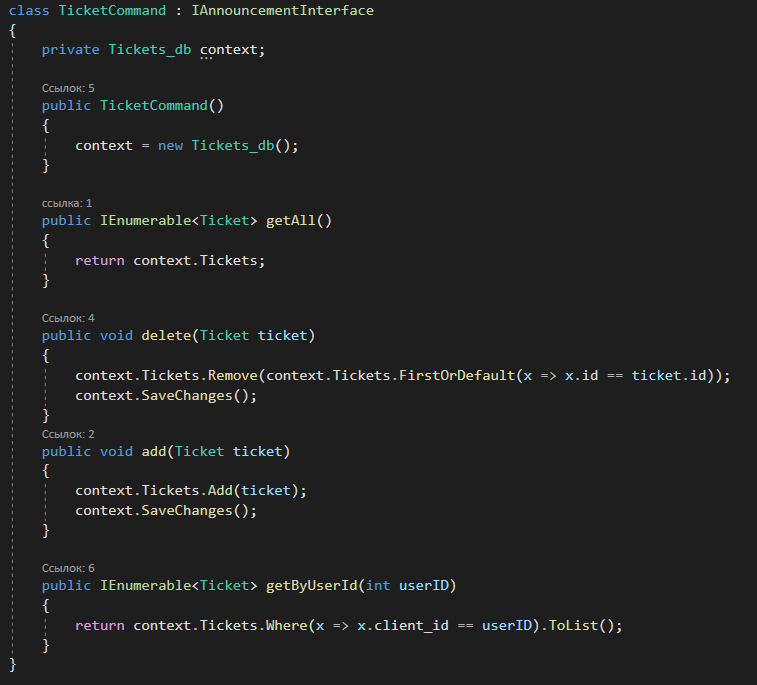 class TicketCommand : IAnnouncementInterface
{
private Tickets_db context;
Ссылок: 5
public TicketCommand()
{
context = new Tickets_db();
}
ссылка: 1
public IEnumerable<Ticket> getAll()
{
return context.Tickets;
}
Ссылок: 4
public void delete(Ticket ticket)
{
context.Tickets.Remove(context.Tickets.FirstOrDefault(x => x.id == ticket.id));
context.SaveChanges();
}
Ссылок: 2
public void add(Ticket ticket)
{
context.Tickets.Add(ticket);
context.SaveChanges();
}
Ссылок: 6
public IEnumerable<Ticket> getByUserId(int userID)
{
return context.Tickets.Where(x => x.client_id == userID).ToList();
}
}